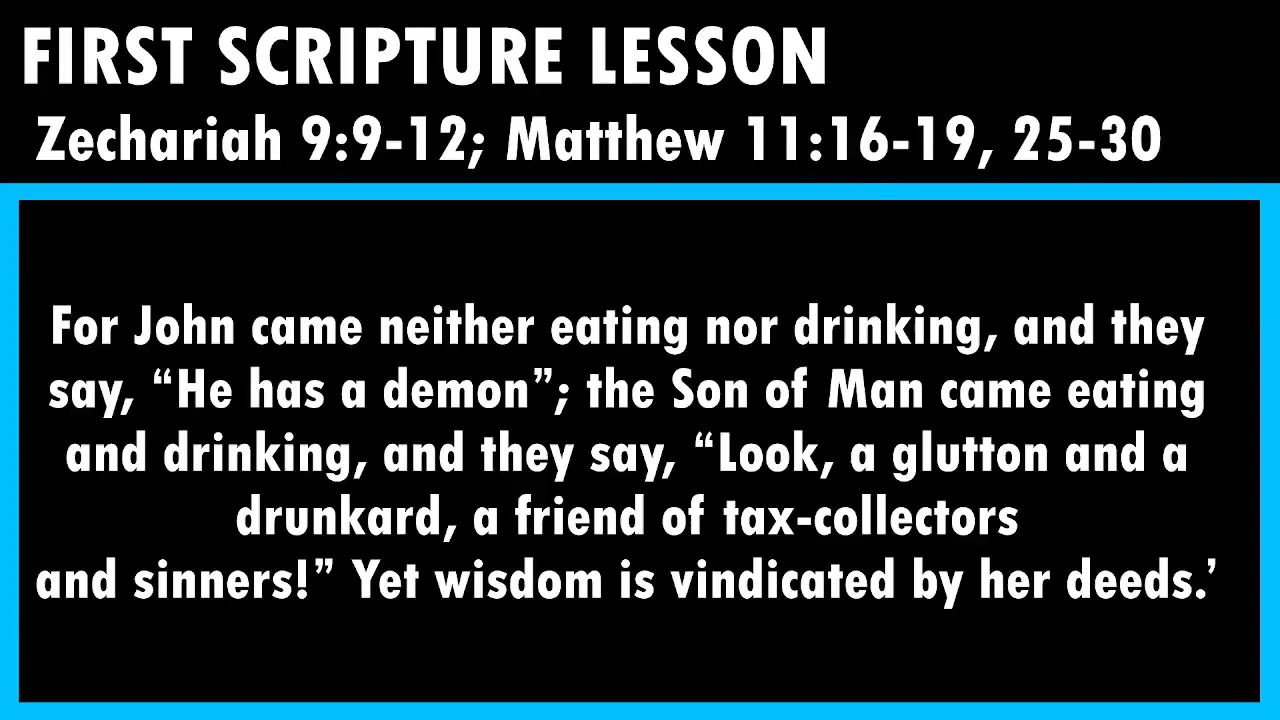 FIRST SCRIPTURE LESSON
Zechariah 9:9-12; Matthew 11:16-19, 25-30
For John came neither eating nor drinking, and they
say, “He has a demon”; the Son of Man came eating
and drinking, and they say, “Look, a glutton and a
drunkard, a friend of tax-collectors
and sinners!” Yet wisdom is vindicated by her deeds.’